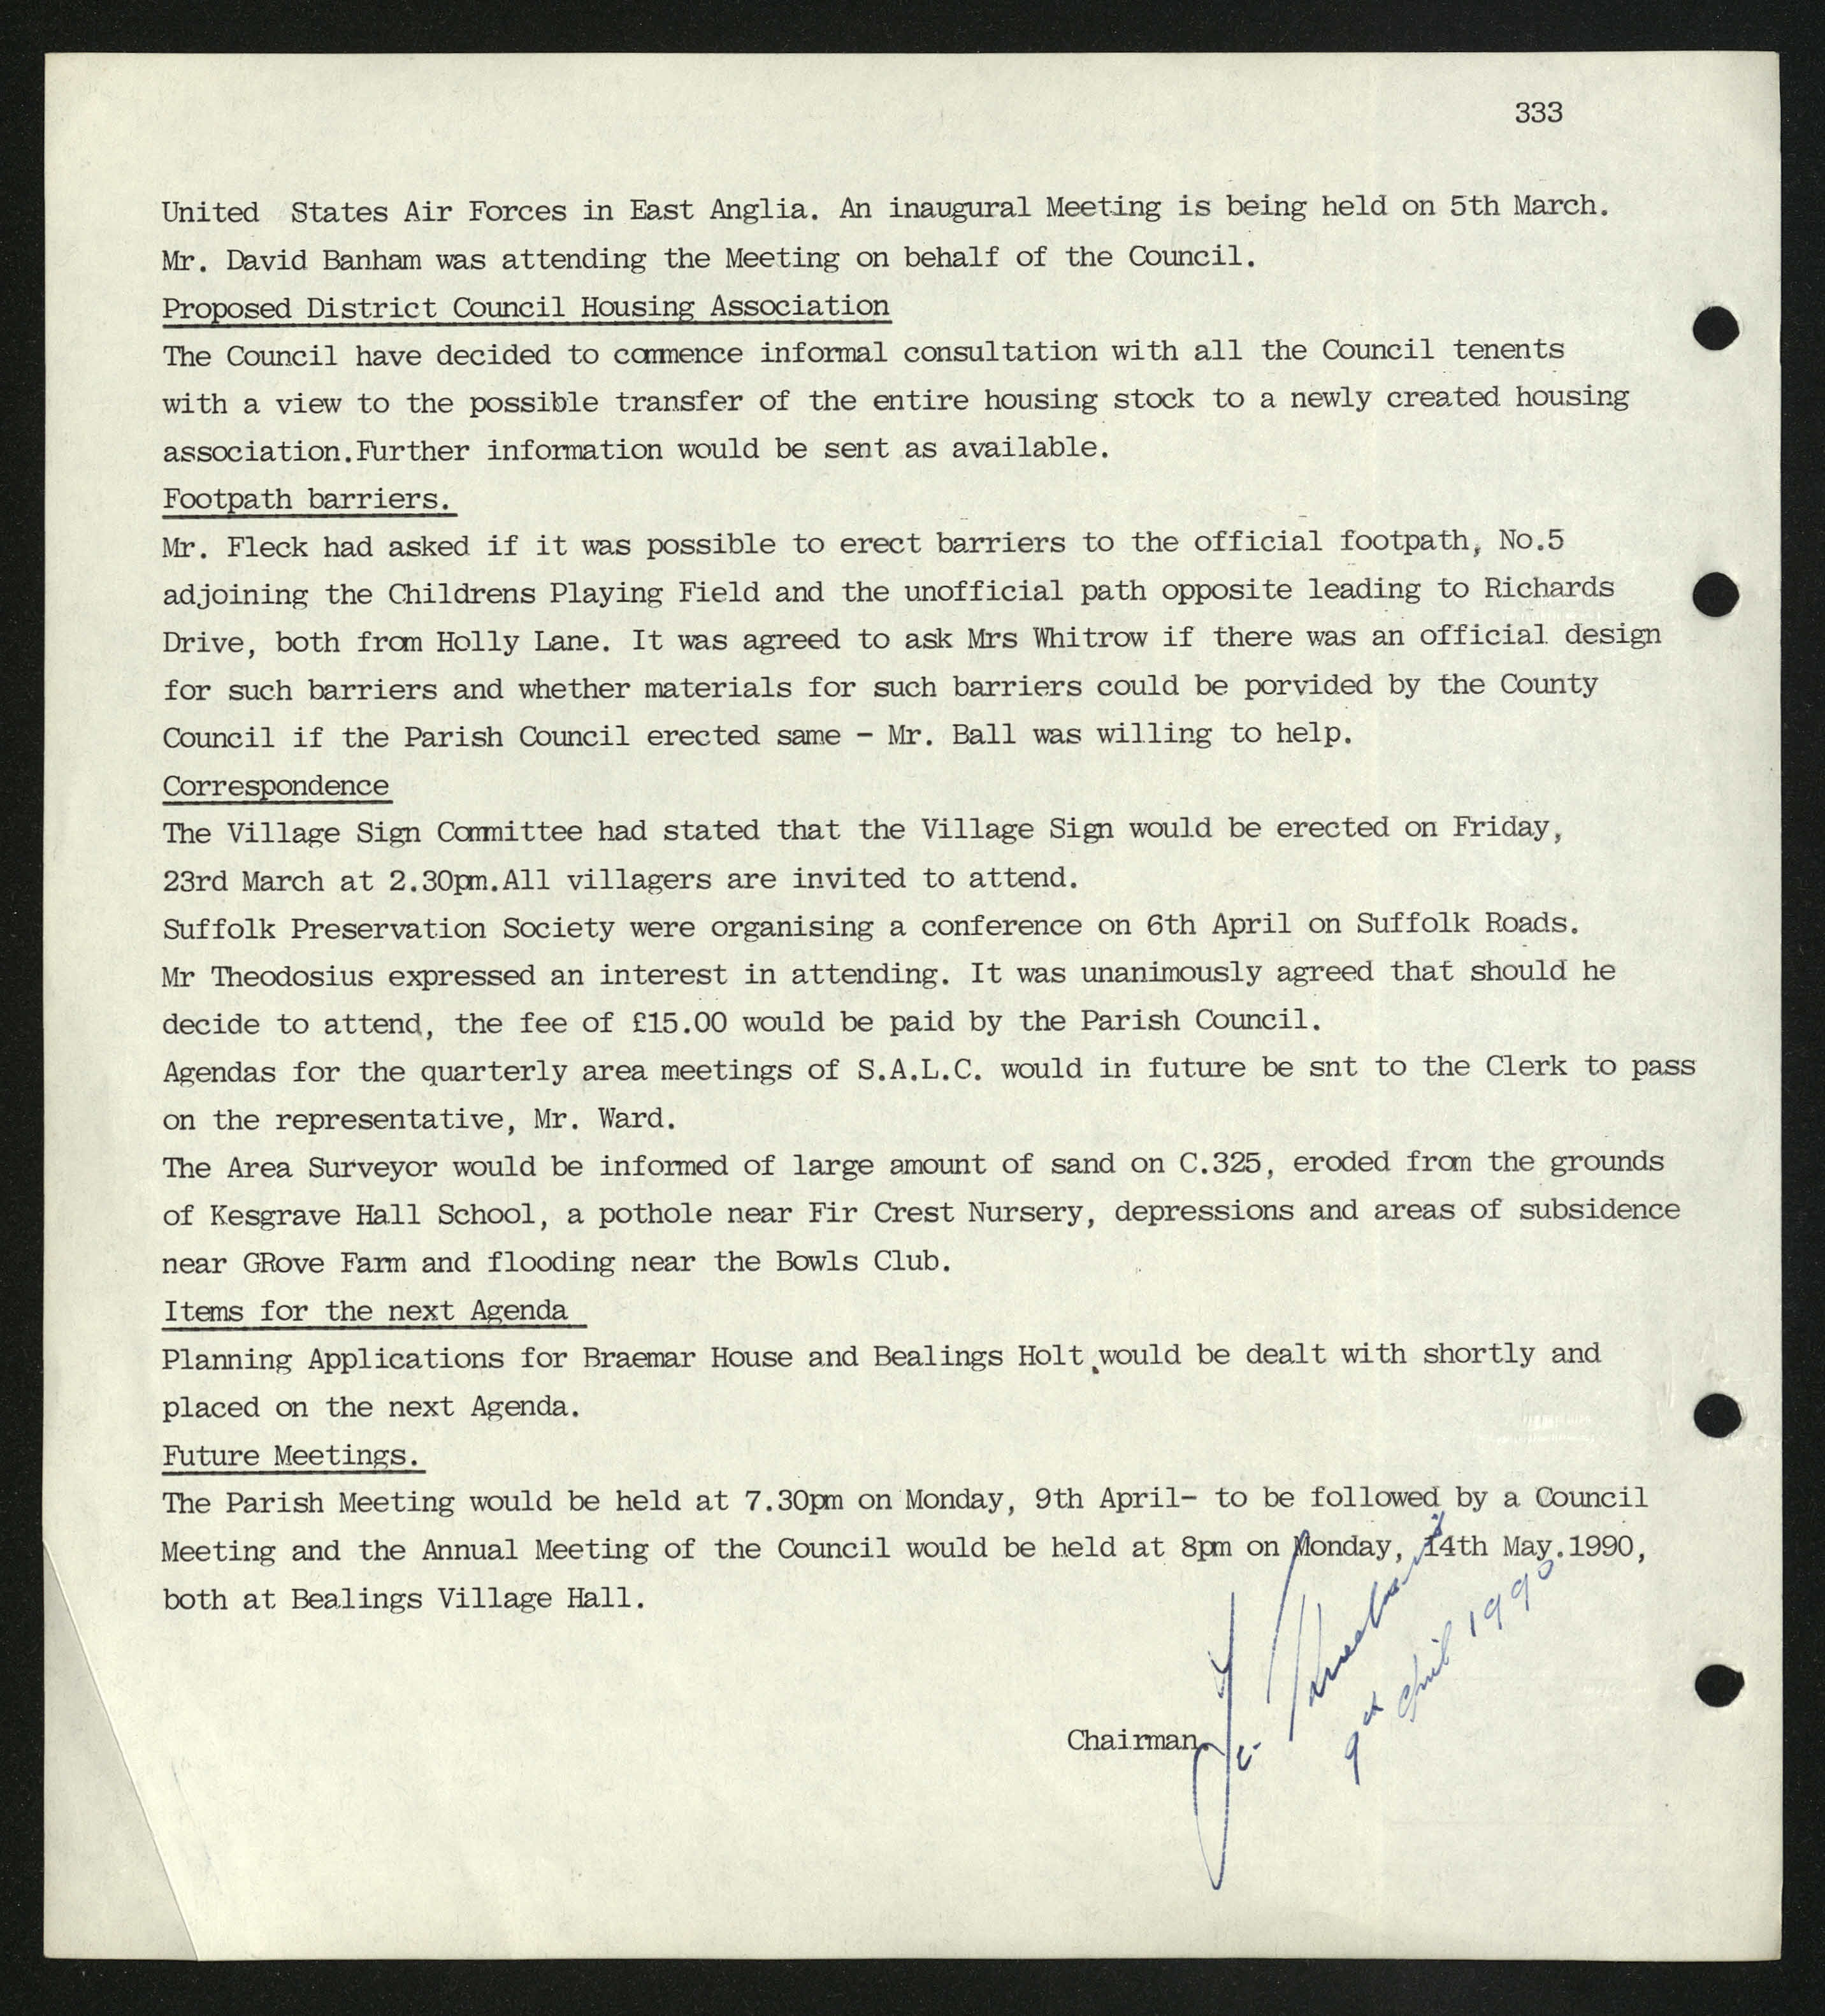 333
United States Air Forces in East Anglia. An inaugural Meeting is being held on 5th March.
Mr. David Banham was attending the Meeting on behalf of the Council.
Proposed District Council Housing Association
The Council have decided to commence informal consultation with all the Council tenents
with a view to the possible transfer of the entire housing stock to a newly created housing
association.Further information would be sent as available.
Footpath barriers.
Mr. Fleck had asked if it was possible to erect barriers to the official footpath, No.5
adjoining the Childrens Playing Field and the unofficial path opposite leading to Richards
Drive, both from Holly Lane. It was agreed to ask Mrs Whitrow if there was an official design
for such barriers and whether materials for such barriers could be porvided by the County
Council if the Parish Council erected same - Mr. Ball was willing to help.
Correspondence
The Village Sign Committee had stated that the Village Sign would be erected on Friday,
23rd March at 2.30pm.All villagers are invited to attend.
Suffolk Preservation Society were organising a conference on 6th April on Suffolk Roads.
Mr Theodosius expressed an interest in attending. It was unanimously agreed that should he
decide to attend, the fee of £15.00 would be paid by the Parish Council.
Agendas for the quarterly area meetings of S.A.L.C. would in future be snt to the Clerk to pass
on the representative, Mr. Ward.
The Area Surveyor would be informed of large amount of sand on C.325, eroded from the grounds
of Kesgrave Hall School, a pothole near Fir Crest Nursery, depressions and areas of subsidence
near GRove Farm and flooding near the Bowls Club.
Items for the next Agenda
Planning Applications for Braemar House and Bealings Holt would be dealt with shortly and
placed on the next Agenda.
Future Meetings.
The Parish Meeting would be held at 7.30pm on Monday, 9th April- to be followed by a Council
Meeting and the Annual Meeting of the Council would be held at 8pm on Monday, 14th May.1990,
both at Bealings Village Hall.
Chairman
9th April 1990